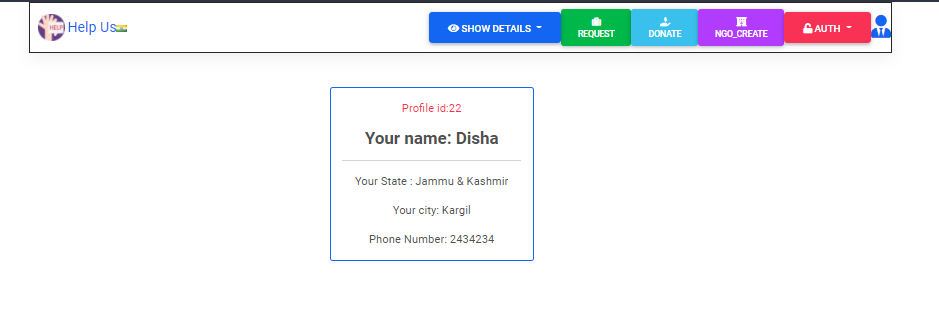 HELP
Help Us
SHOW DETAILS
REQUEST
DONATE
NGO_CREATE
AUTH
Profile id:22
Your name: Disha
Your State : Jammu & Kashmir
Your city: Kargil
Phone Number: 2434234